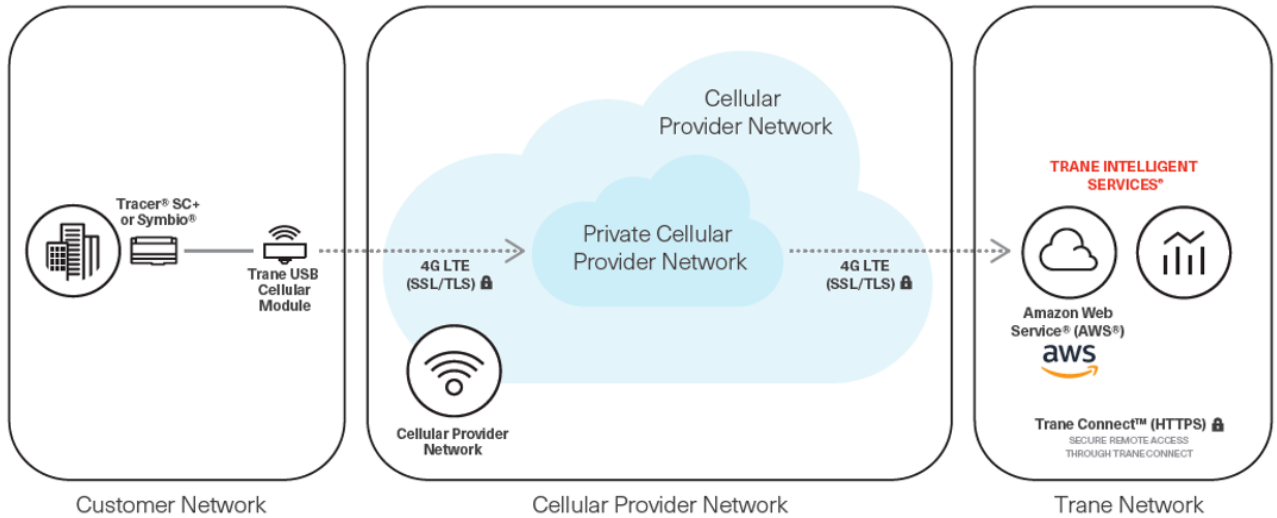 Tracer® SC+
or Symbio®
Trane USB
Cellular
Module
Customer Network
Cellular
Provider Network
Private Cellular
Provider Network
4G LTE
(SSL/TLS)
4G LTE
(SSL/TLS)
Cellular Provider
Network
Cellular Provider Network
TRANE INTELLIGENT
SERVICES®
Amazon Web
Service® (AWS®)
aws
Trane Connect™ (HTTPS)
SECURE REMOTE ACCESS
THROUGH TRANECONNECT
Trane Network